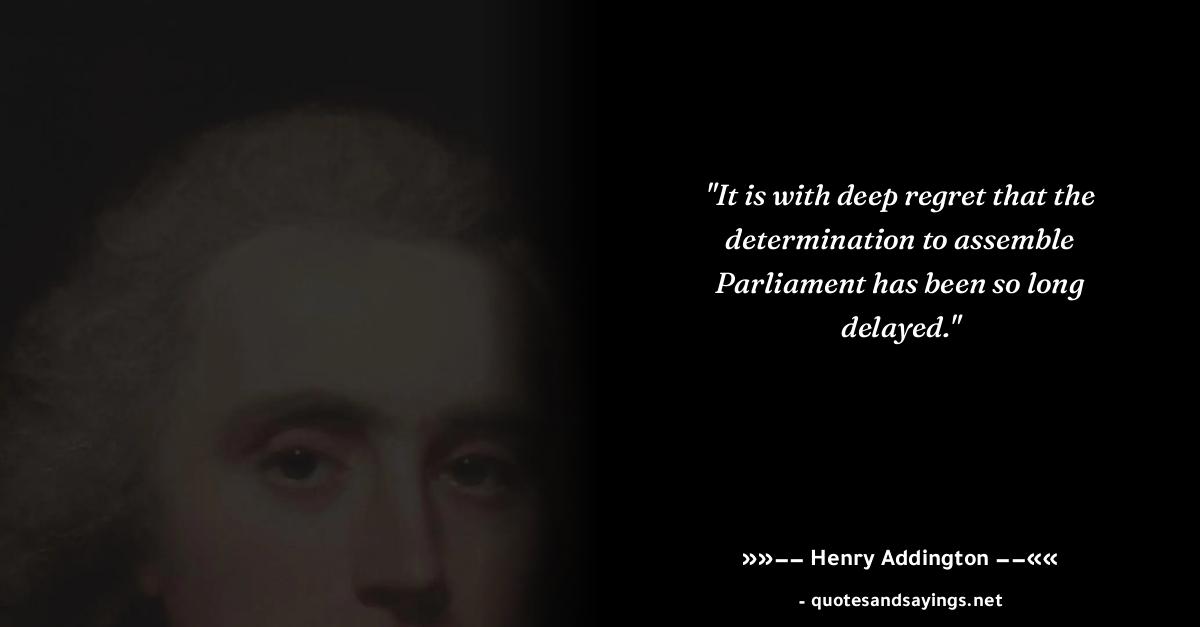 "It is with deep regret that the
determination to assemble
Parliament has been so long
delayed."
»»−− Henry Addington −−««
- quotesandsayings.net